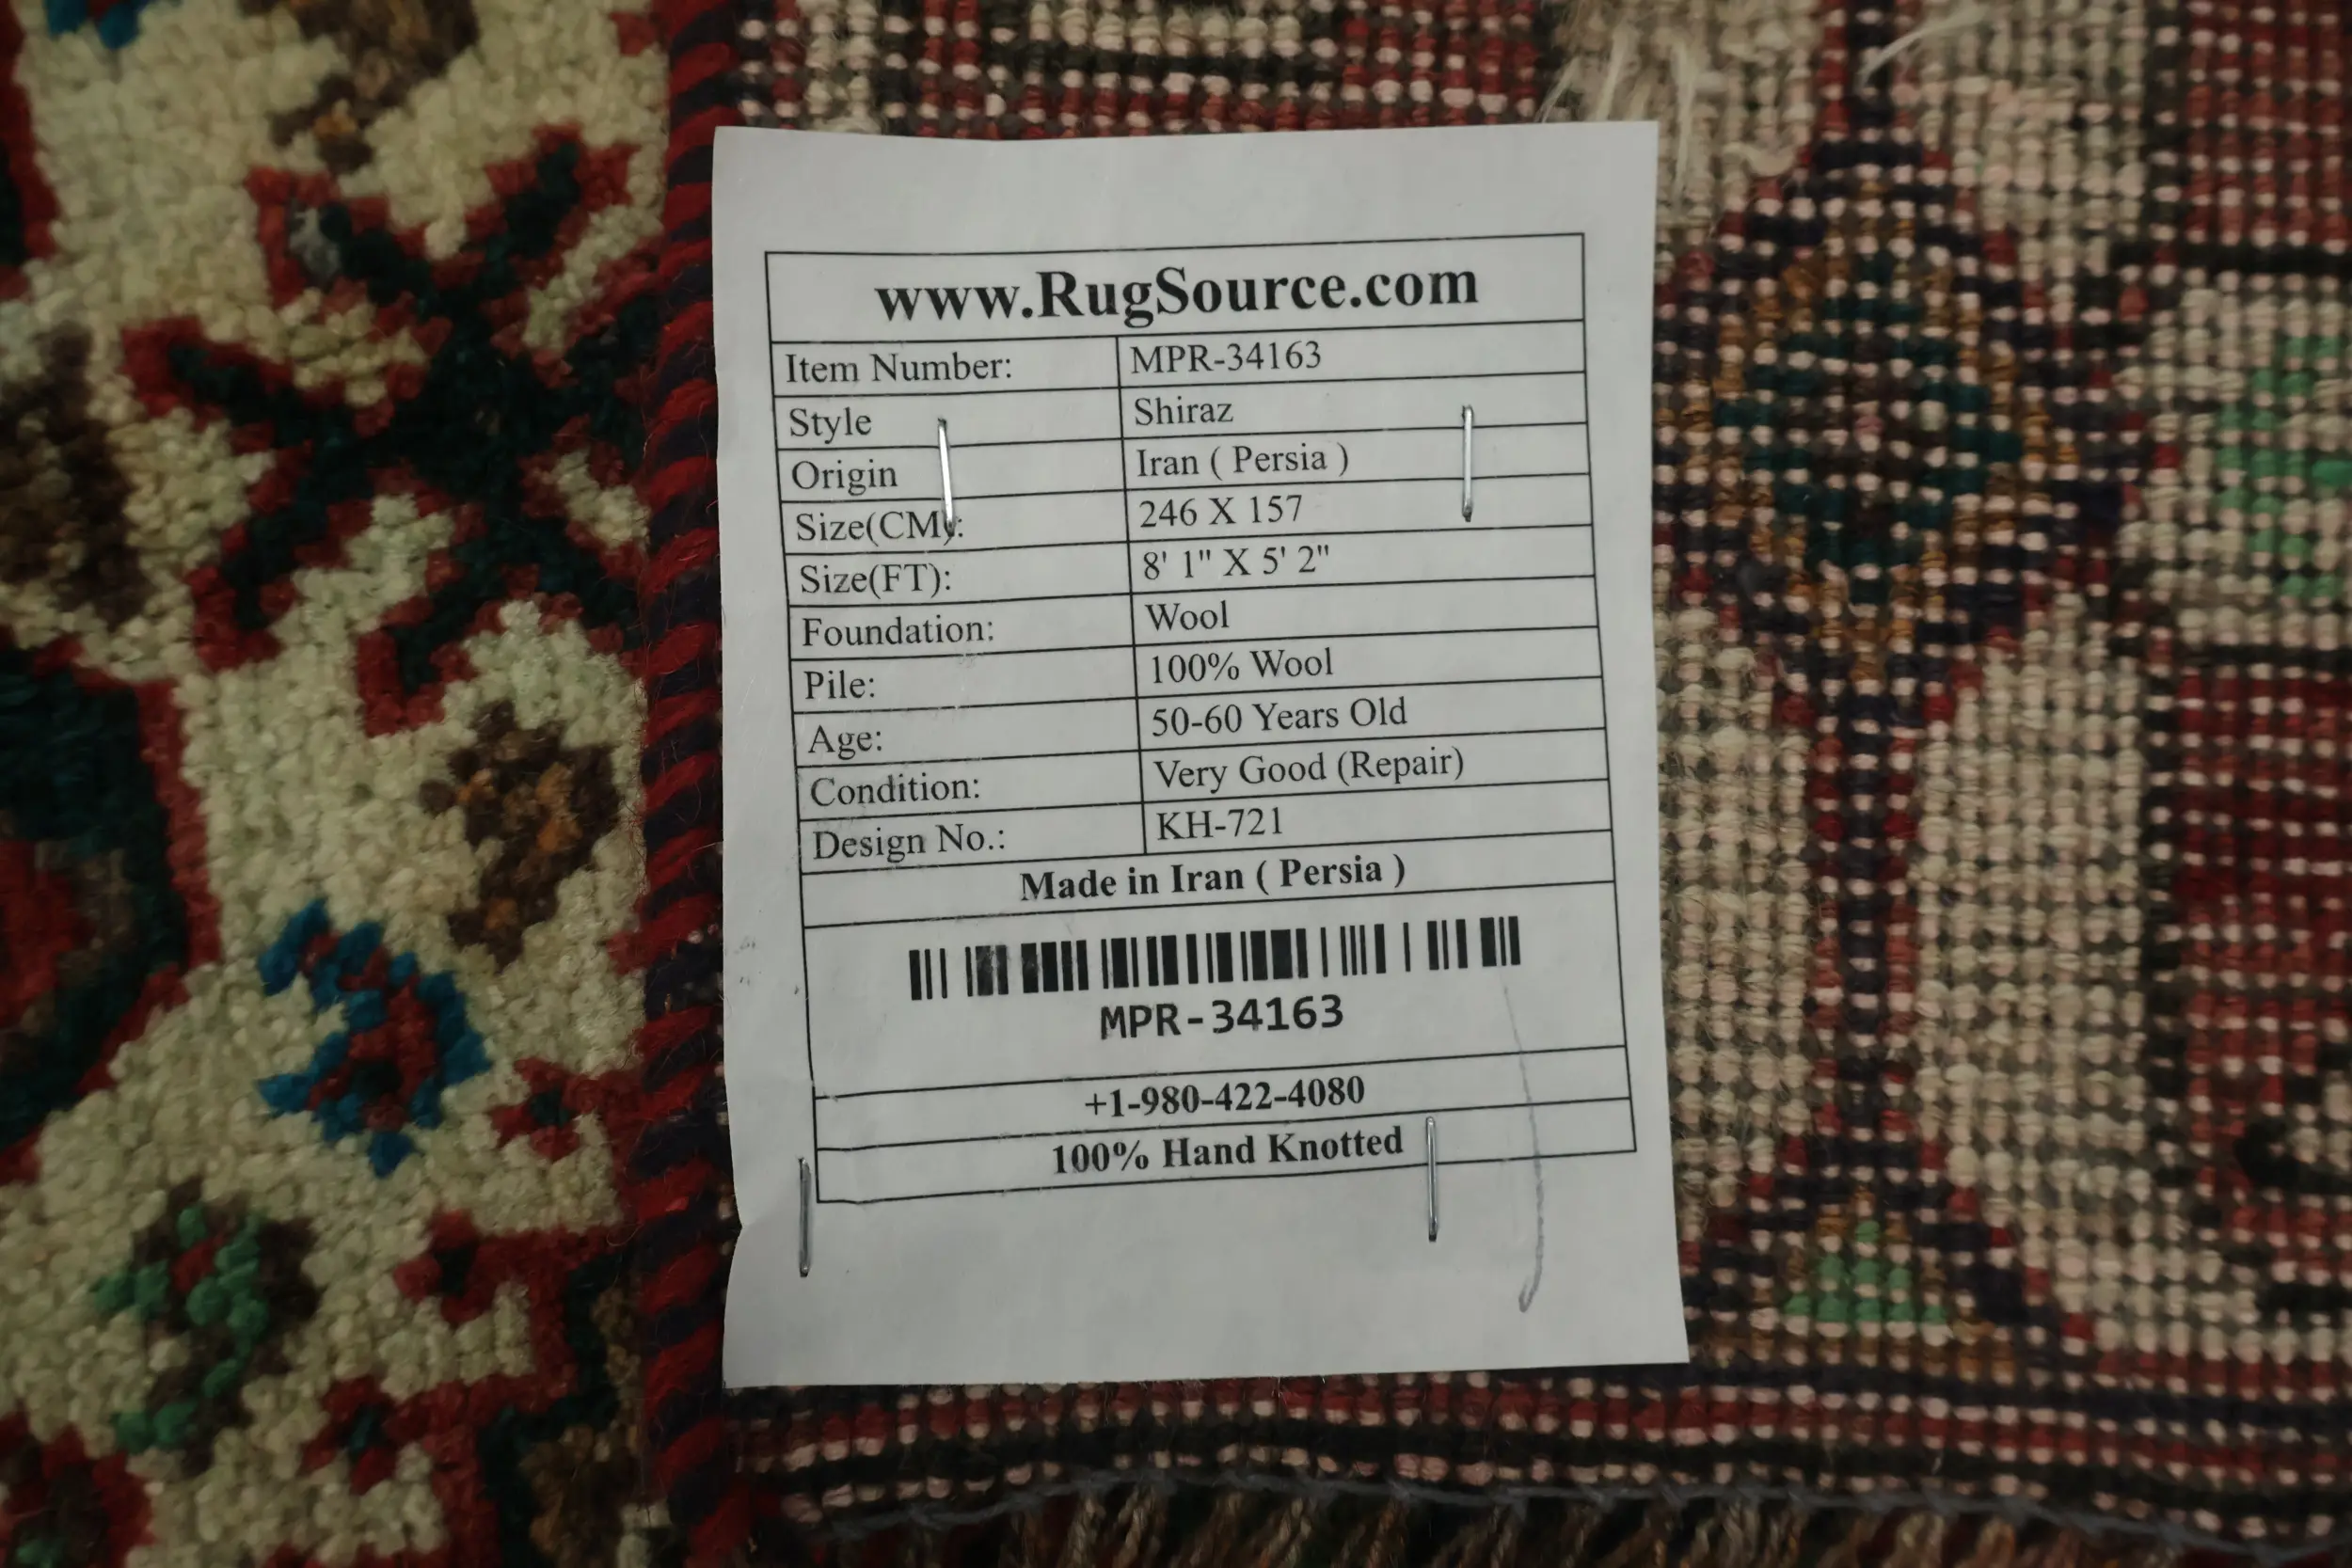 www.RugSource.com
Item Number: MPR-34163
Style Shiraz
Origin Iran ( Persia )
Size(CM): 246 X 157
Size(FT): 8' 1" X 5' 2"
Foundation: Wool
Pile: 100% Wool
Age: 50-60 Years Old
Condition: Very Good (Repair)
Design No.: KH-721
Made in Iran ( Persia )
MPR-34163
+1-980-422-4080
100% Hand Knotted